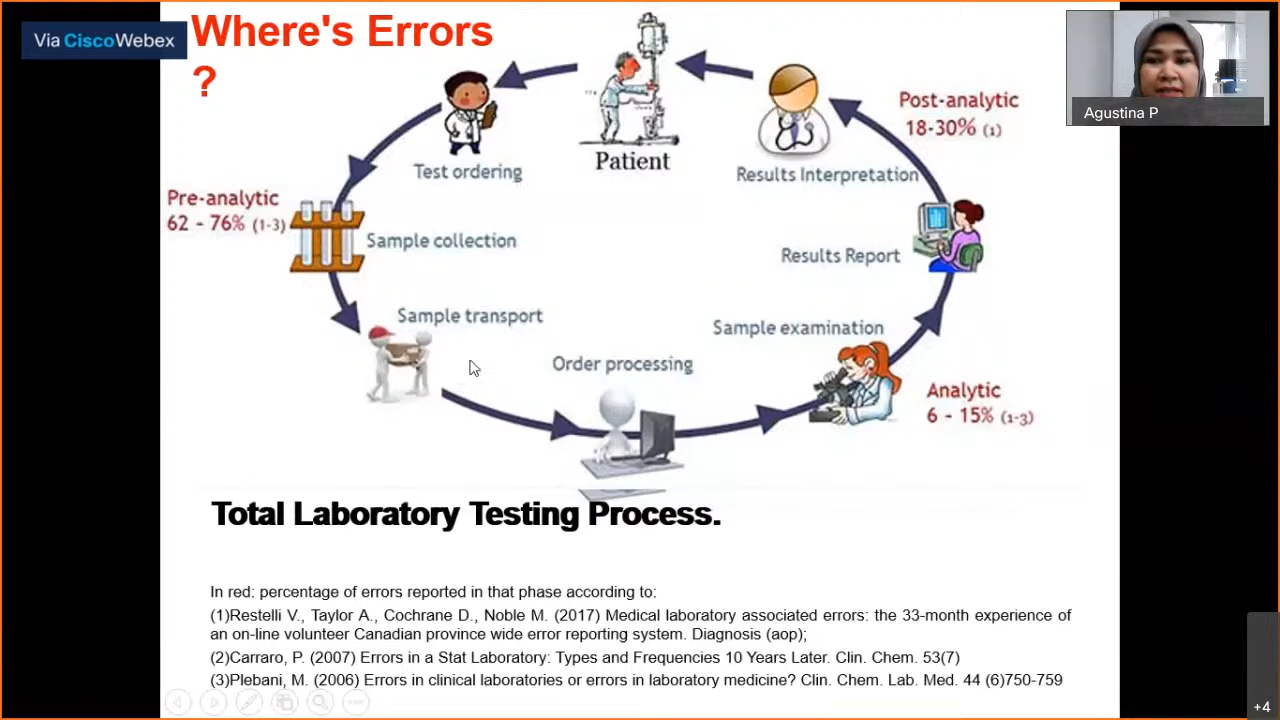 Via CiscoWebex
Where's Errors
?
Agustina P
Patient
Test ordering
Results Interpretation
Post-analytic
18-30% (1)
Pre-analytic
62 - 76% (1-3)
Sample collection
Results Report
Sample transport
Sample examination
Order processing
Analytic
6 - 15% (1-3)
Total Laboratory Testing Process.
In red: percentage of errors reported in that phase according to:
(1)Restelli V., Taylor A., Cochrane D., Noble M. (2017) Medical laboratory associated errors: the 33-month experience of
an on-line volunteer Canadian province wide error reporting system. Diagnosis (aop);
(2)Carraro, P. (2007) Errors in a Stat Laboratory: Types and Frequencies 10 Years Later. Clin. Chem. 53(7)
(3)Plebani, M. (2006) Errors in clinical laboratories or errors in laboratory medicine? Clin. Chem. Lab. Med. 44 (6)750-759
+4